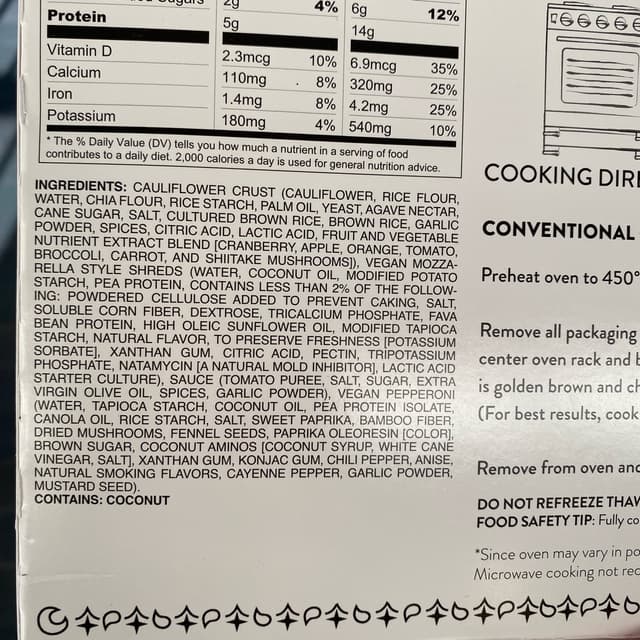 Sugars 2g 4% 6g 12%
Protein 5g 14g
Vitamin D 2.3mcg 10% 6.9mcg 35%
Calcium 110mg 8% 320mg 25%
Iron 1.4mg 8% 4.2mg 25%
Potassium 180mg 4% 540mg 10%
* The % Daily Value (DV) tells you how much a nutrient in a serving of food
contributes to a daily diet. 2,000 calories a day is used for general nutrition advice.
INGREDIENTS: CAULIFLOWER CRUST (CAULIFLOWER, RICE FLOUR,
WATER, CHIA FLOUR, RICE STARCH, PALM OIL, YEAST, AGAVE NECTAR,
CANE SUGAR, SALT, CULTURED BROWN RICE, BROWN RICE, GARLIC
POWDER, SPICES, CITRIC ACID, LACTIC ACID, FRUIT AND VEGETABLE
NUTRIENT EXTRACT BLEND [CRANBERRY, APPLE, ORANGE, TOMATO,
BROCCOLI, CARROT, AND SHIITAKE MUSHROOMS]), VEGAN MOZZA-
RELLA STYLE SHREDS (WATER, COCONUT OIL, MODIFIED POTATO
STARCH, PEA PROTEIN, CONTAINS LESS THAN 2% OF THE FOLLOW-
ING: POWDERED CELLULOSE ADDED TO PREVENT CAKING, SALT,
SOLUBLE CORN FIBER, DEXTROSE, TRICALCIUM PHOSPHATE, FAVA
BEAN PROTEIN, HIGH OLEIC SUNFLOWER OIL, MODIFIED TAPIOCA
STARCH, NATURAL FLAVOR, TO PRESERVE FRESHNESS [POTASSIUM
SORBATE], XANTHAN GUM, CITRIC ACID, PECTIN, TRIPOTASSIUM
PHOSPHATE, NATAMYCIN [A NATURAL MOLD INHIBITOR], LACTIC ACID
STARTER CULTURE), SAUCE (TOMATO PUREE, SALT, SUGAR, EXTRA
VIRGIN OLIVE OIL, SPICES, GARLIC POWDER), VEGAN PEPPERONI
(WATER, TAPIOCA STARCH, COCONUT OIL, PEA PROTEIN ISOLATE,
CANOLA OIL, RICE STARCH, SALT, SWEET PAPRIKA, BAMBOO FIBER,
DRIED MUSHROOMS, FENNEL SEEDS, PAPRIKA OLEORESIN [COLOR],
BROWN SUGAR, COCONUT AMINOS [COCONUT SYRUP, WHITE CANE
VINEGAR, SALT], XANTHAN GUM, KONJAC GUM, CHILI PEPPER, ANISE,
NATURAL SMOKING FLAVORS, CAYENNE PEPPER, GARLIC POWDER,
MUSTARD SEED).
CONTAINS: COCONUT
COOKING DIR
CONVENTIONAL
Preheat oven to 450°
Remove all packaging
center oven rack and b
is golden brown and ch
(For best results, cook
Remove from oven and
DO NOT REFREEZE THAW
FOOD SAFETY TIP: Fully co
*Since oven may vary in po
Microwave cooking not rec